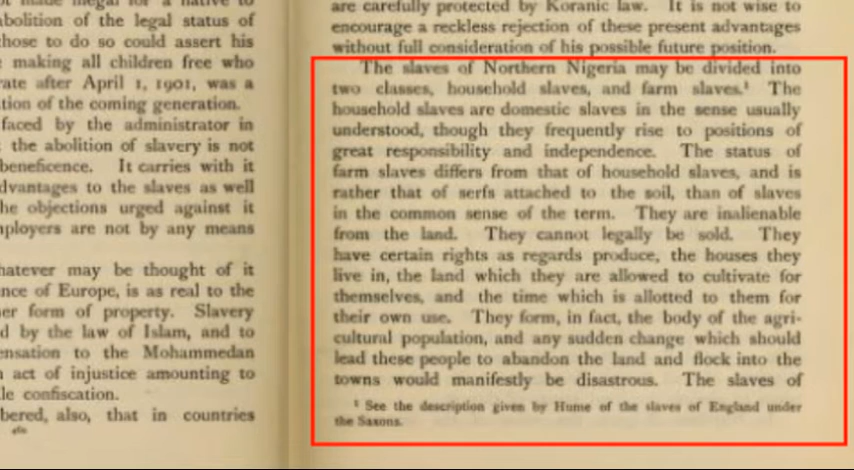 abolition of the legal status of
those to do so could assert his
making all children free who
rate after April 1, 1901, was a
tion of the coming generation.
faced by the administrator in
the abolition of slavery is not
beneficence. It carries with it
dvantages to the slaves as well
he objections urged against it
nployers are not by any means
hatever may be thought of it
nce of Europe, is as real to the
er form of property. Slavery
d by the law of Islam, and to
ensation to the Mohammedan
act of injustice amounting to
le confiscation.
bered, also, that in countries
are carefully protected by Koranic law. It is not wise to
encourage a reckless rejection of these present advantages
without full consideration of his possible future position.
The slaves of Northern Nigeria may be divided into
two classes, household slaves, and farm slaves.¹ The
household slaves are domestic slaves in the sense usually
understood, though they frequently rise to positions of
great responsibility and independence. The status of
farm slaves differs from that of household slaves, and is
rather that of serfs attached to the soil, than of slaves
in the common sense of the term. They are inalienable
from the land. They cannot legally be sold. They
have certain rights as regards produce, the houses they
live in, the land which they are allowed to cultivate for
themselves, and the time which is allotted to them for
their own use. They form, in fact, the body of the agri-
cultural population, and any sudden change which should
lead these people to abandon the land and flock into the
towns would manifestly be disastrous. The slaves of
¹ See the description given by Hume of the slaves of England under
the Saxons.